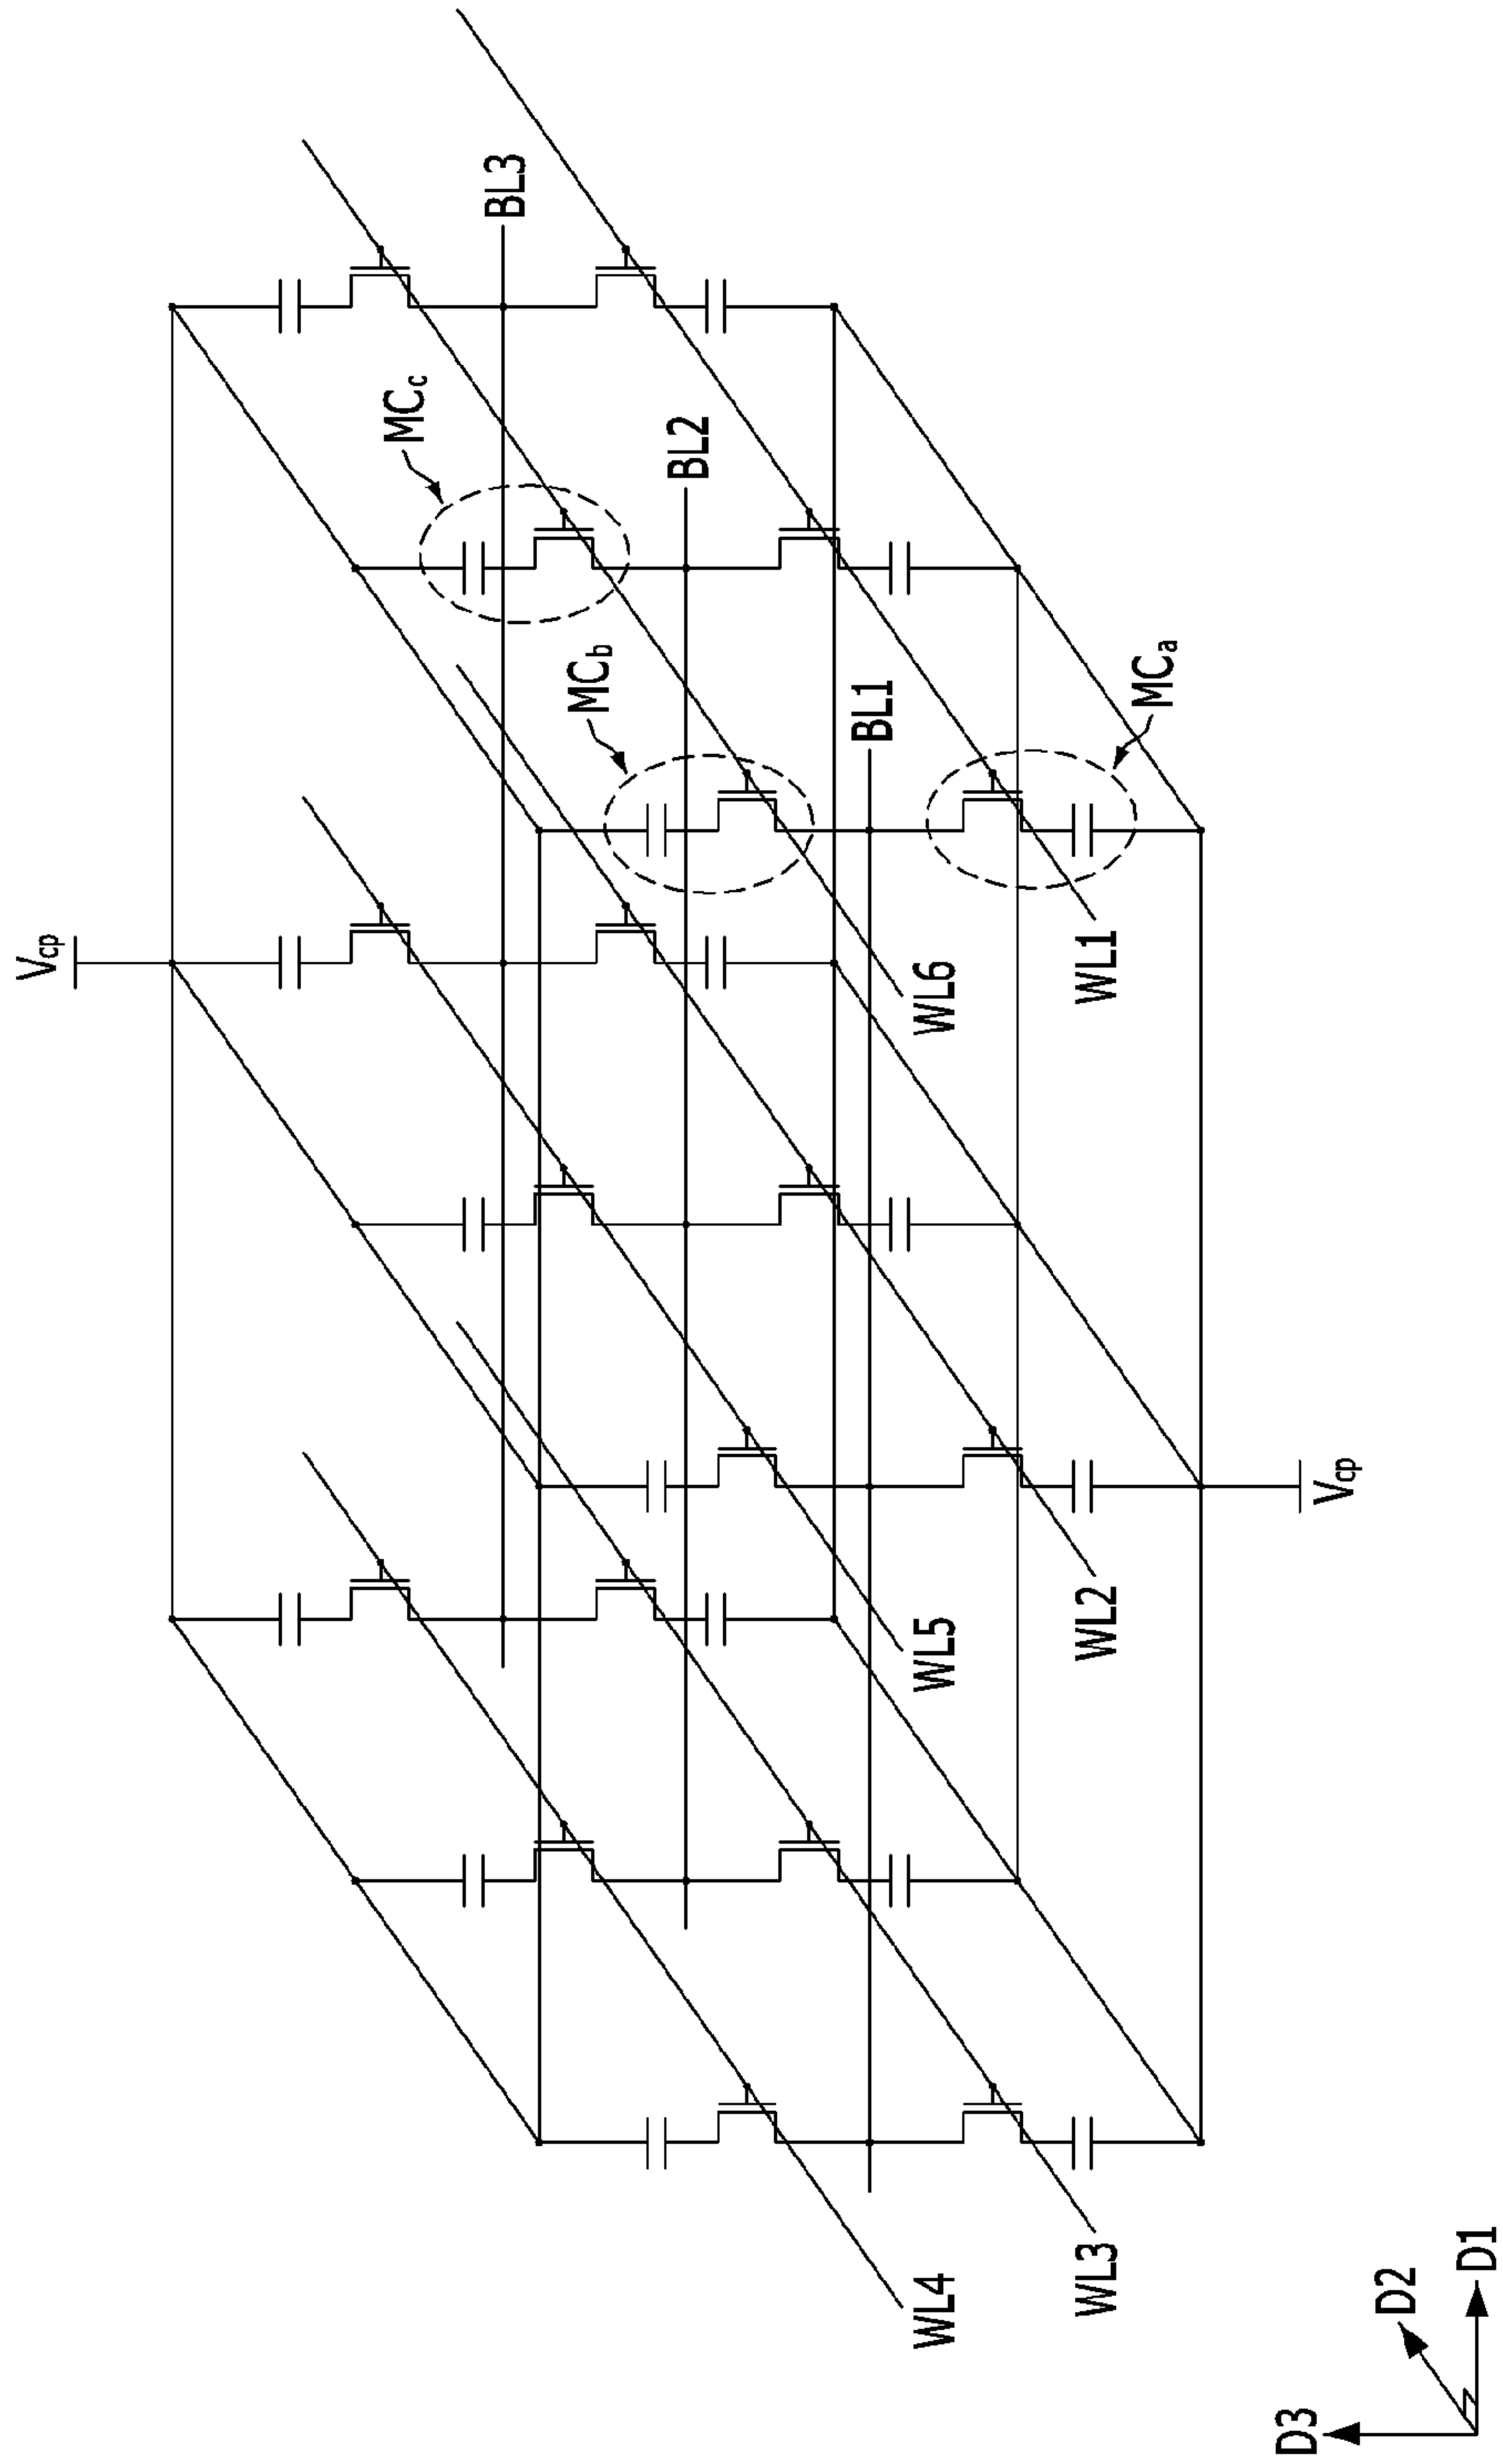 Vcp
BL3
MCc
BL2
MCb
BL1
MCa
WL6
WL1
WL5
WL2
Vcp
WL4
WL3
D3
D2
D1